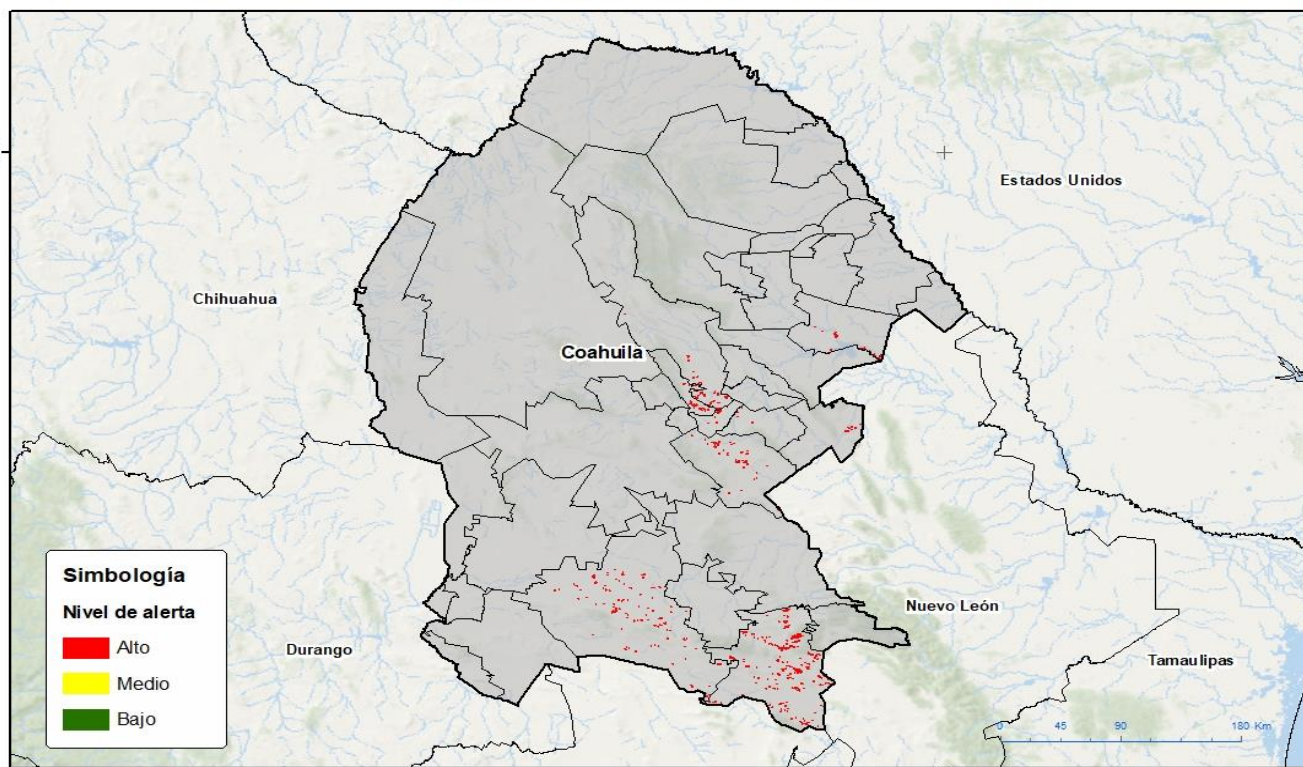 Estados Unidos
Chihuahua
Coahuila
Simbología
Nivel de alerta
Alto
Medio
Bajo
Durango
Nuevo León
Tamaulipas
0 45 90 180 Km